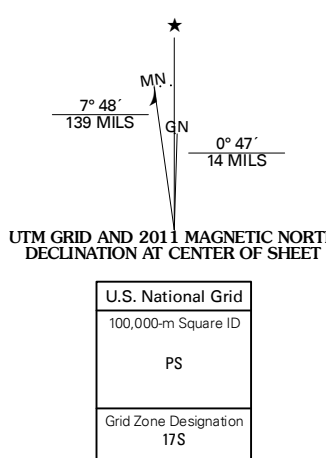 MN
7° 48´
139 MILS
GN
0° 47´
14 MILS
UTM GRID AND 2011 MAGNETIC NORT
DECLINATION AT CENTER OF SHEET
U.S. National Grid
100,000-m Square ID
PS
Grid Zone Designation
17S